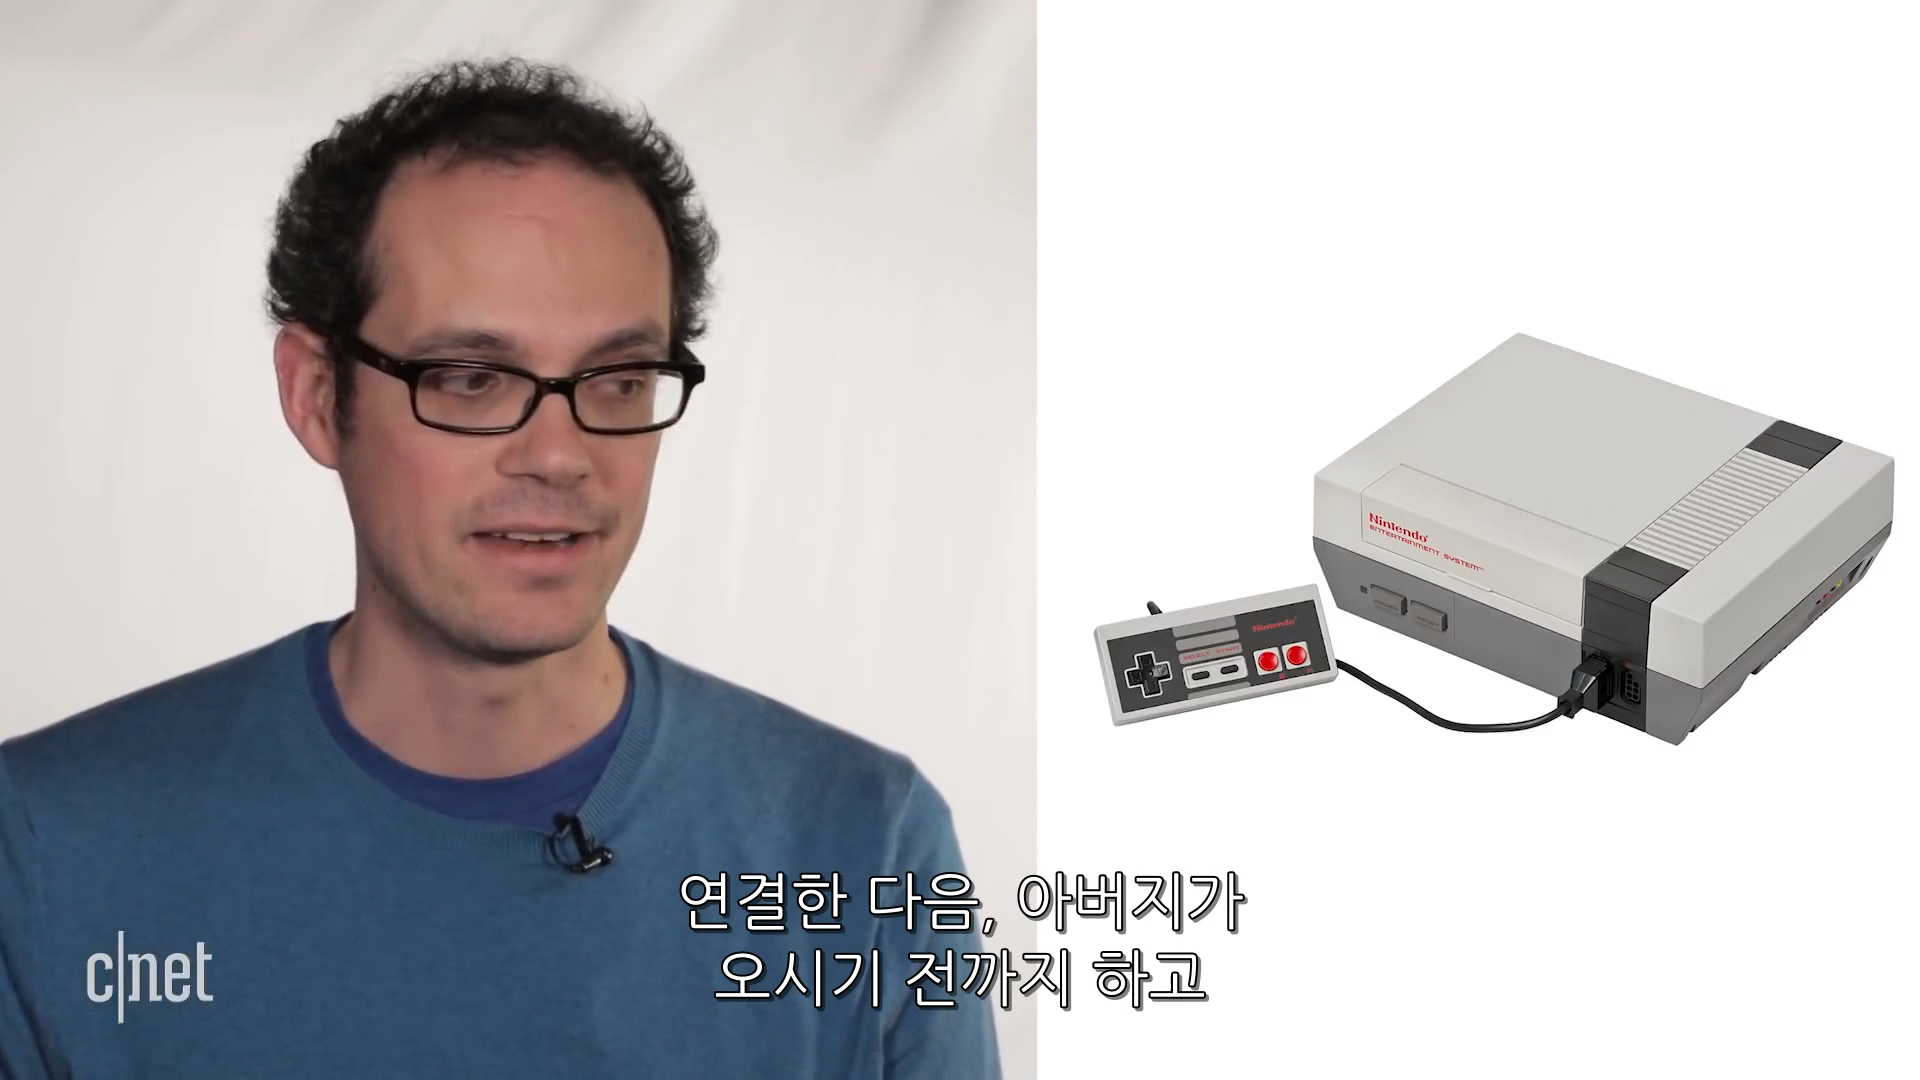 Nintendo
ENTERTAINMENT SYSTEM
Nintendo
SELECT START
연결한 다음, 아버지가
오시기 전까지 하고
c|net